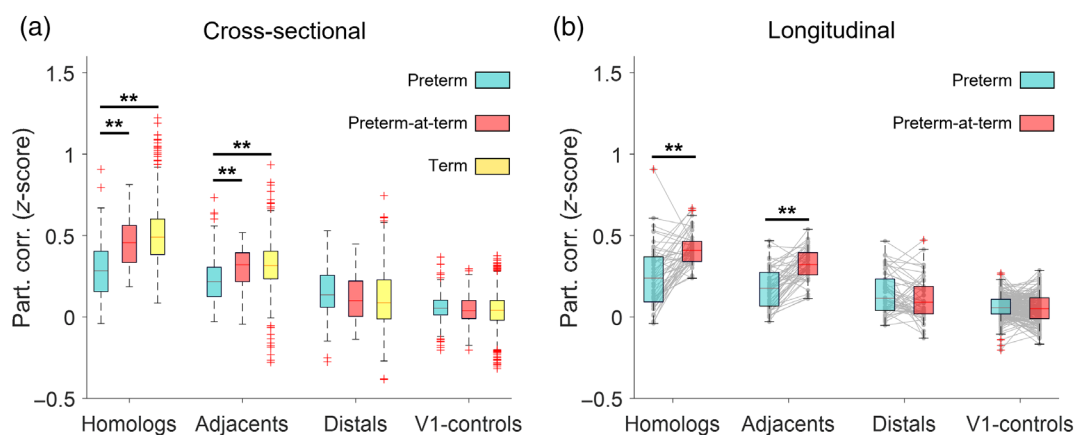 (a)
Cross-sectional
Part. corr. (z-score)
1.5
1
0.5
0
–0.5
Preterm
Preterm-at-term
Term
**
**
**
**
Homologs
Adjacents
Distals
V1-controls
(b)
Longitudinal
Part. corr. (z-score)
1.5
1
0.5
0
–0.5
Preterm
Preterm-at-term
**
**
Homologs
Adjacents
Distals
V1-controls